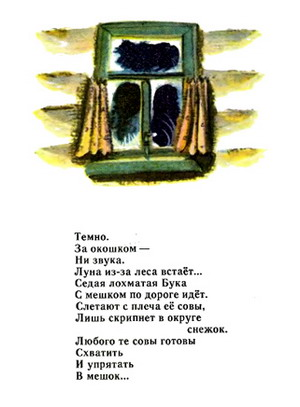 Темно.
За окошком —
Ни звука.
Луна из-за леса встаёт...
Седая лохматая Бука
С мешком по дороге идёт.
Слетают с плеча её совы,
Лишь скрипнет в округе
снежок.
Любого те совы готовы
Схватить
И упрятать
В мешок...